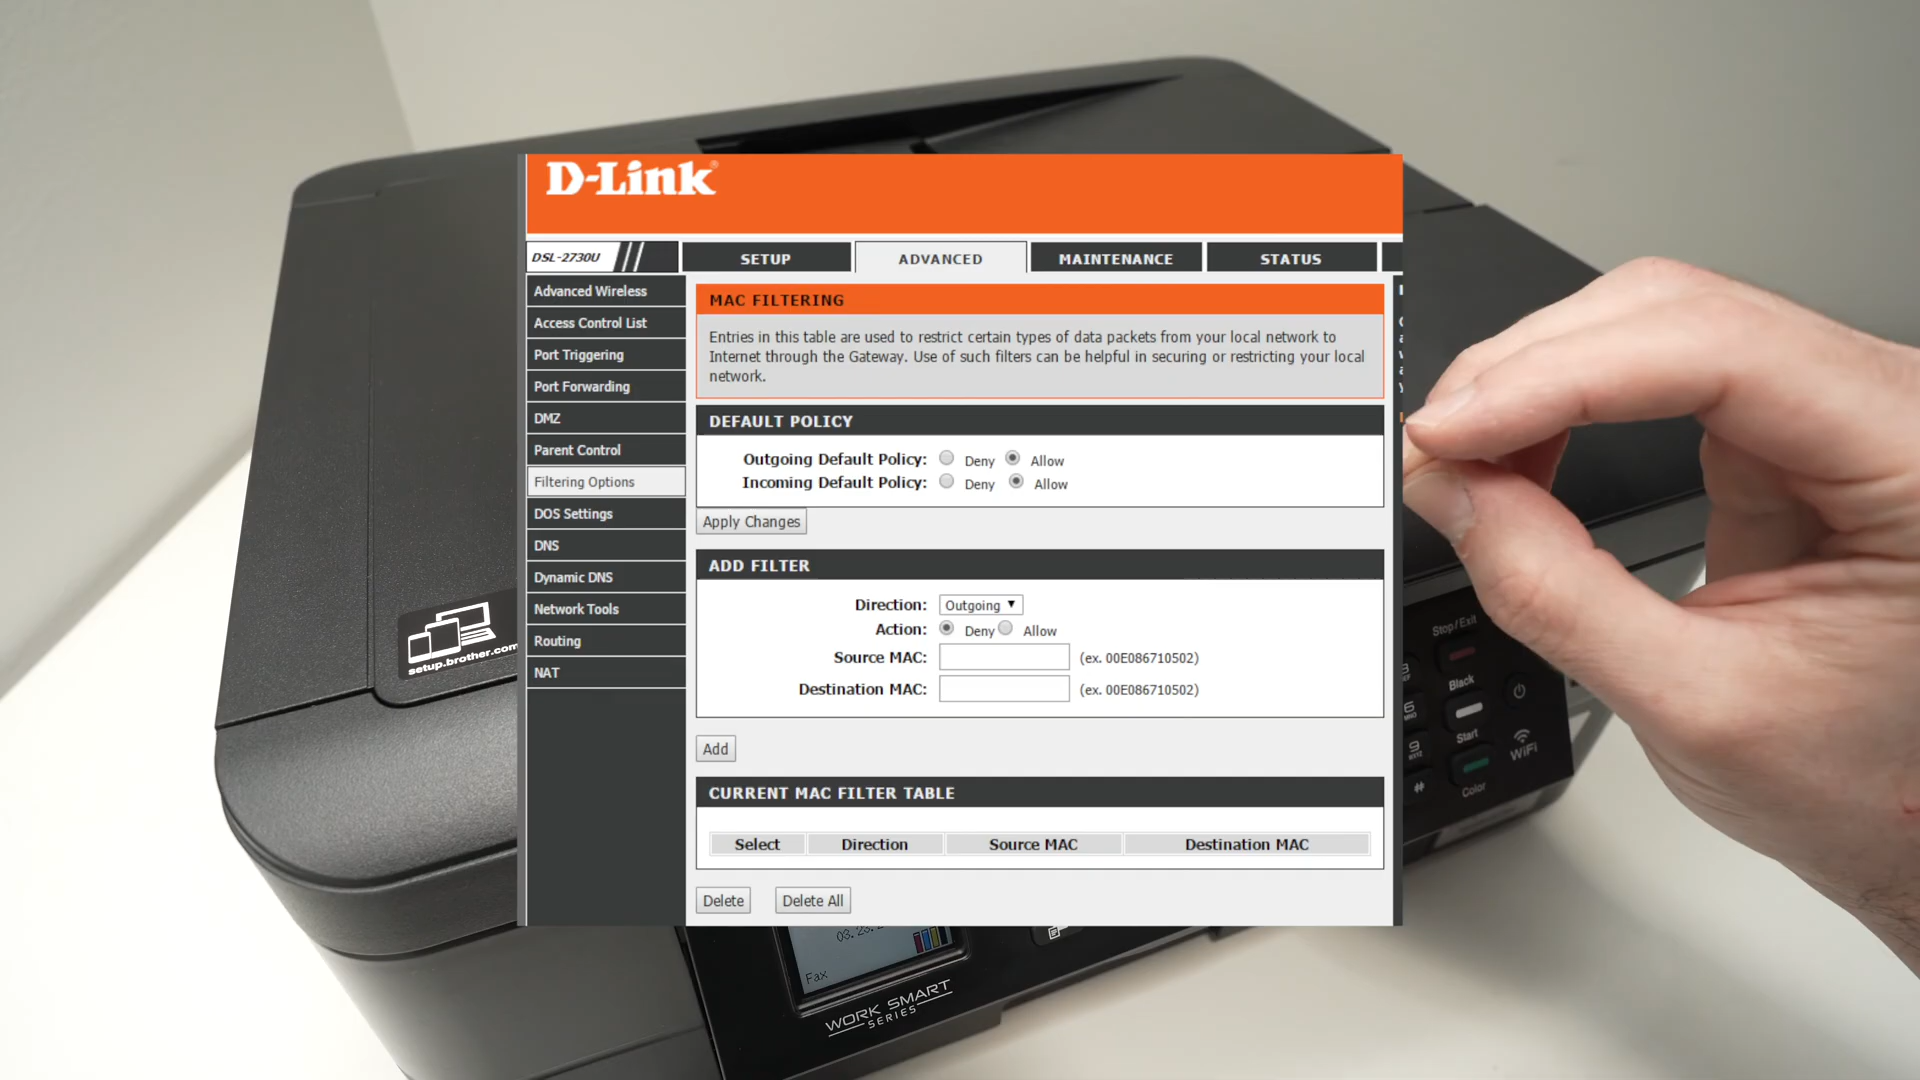 D-Link®
DSL-2730U
SETUP
ADVANCED
MAINTENANCE
STATUS
Advanced Wireless
Access Control List
Port Triggering
Port Forwarding
DMZ
Parent Control
Filtering Options
DOS Settings
DNS
Dynamic DNS
Network Tools
Routing
NAT
MAC FILTERING
Entries in this table are used to restrict certain types of data packets from your local network to
Internet through the Gateway. Use of such filters can be helpful in securing or restricting your local
network.
DEFAULT POLICY
Outgoing Default Policy: Deny Allow
Incoming Default Policy: Deny Allow
Apply Changes
ADD FILTER
Direction: Outgoing
Action: Deny Allow
Source MAC: (ex. 00E086710502)
Destination MAC: (ex. 00E086710502)
Add
CURRENT MAC FILTER TABLE
Select Direction Source MAC Destination MAC
Delete Delete All
setup.brother.com
Stop/Exit
Black
Start
Color
WiFi
3
6
MNO
9
#
Fax
WORK SMART
SERIES